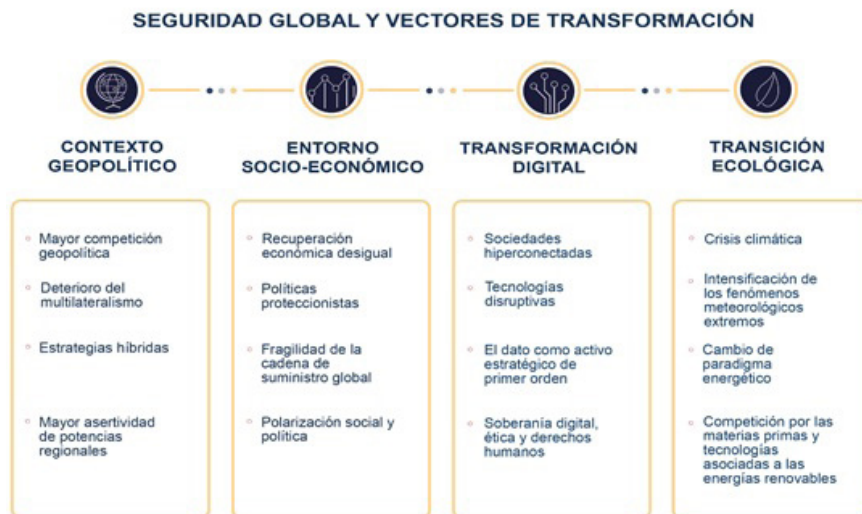 SEGURIDAD GLOBAL Y VECTORES DE TRANSFORMACIÓN
CONTEXTO
GEOPOLÍTICO
Mayor competición
geopolítica
Deterioro del
multilateralismo
Estrategias híbridas
Mayor asertividad
de potencias
regionales
ENTORNO
SOCIO-ECONÓMICO
Recuperación
económica desigual
Políticas
proteccionistas
Fragilidad de la
cadena de
suministro global
Polarización social y
política
TRANSFORMACIÓN
DIGITAL
Sociedades
hiperconectadas
Tecnologías
disruptivas
El dato como activo
estratégico de
primer orden
Soberanía digital,
ética y derechos
humanos
TRANSICIÓN
ECOLÓGICA
Crisis climática
Intensificación de
los fenómenos
meteorológicos
extremos
Cambio de
paradigma
energético
Competición por las
materias primas y
tecnologías
asociadas a las
energías renovables